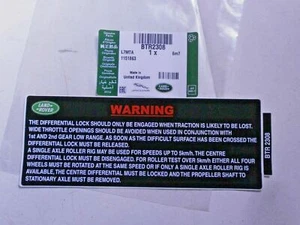 LAND ROVER
BTR2308
1 x
Made in
United Kingdom
LAND ROVER
WARNING
THE DIFFERENTIAL LOCK SHOULD ONLY BE ENGAGED WHEN TRACTION IS LIKELY TO BE LOST.
WIDE THROTTLE OPENINGS SHOULD BE AVOIDED WHEN USED IN CONJUNCTION WITH
1ST AND 2ND GEAR LOW RANGE. AS SOON AS THE DIFFICULT SURFACE HAS BEEN CROSSED THE
DIFFERENTIAL LOCK MUST BE RELEASED.
A SINGLE AXLE ROLLER RIG MAY BE USED FOR SPEEDS UP TO 5km/h. THE CENTRE
DIFFERENTIAL MUST BE DISENGAGED. FOR ROLLER TEST OVER 5km/h EITHER ALL FOUR
WHEELS MUST BE ROTATED AT THE SAME SPEED OR IF ONLY A SINGLE ROLLER RIG IS
AVAILABLE, THE CENTRE DIFFERENTIAL MUST BE LOCKED AND THE PROPELLER SHAFT TO
STATIONARY AXLE MUST BE REMOVED.
BTR 2308